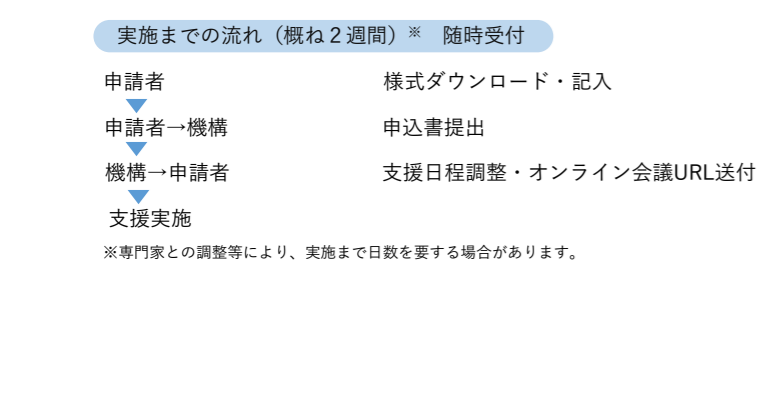 実施までの流れ（概ね２週間）※　随時受付
申請者　様式ダウンロード・記入
申請者→機構　申込書提出
機構→申請者　支援日程調整・オンライン会議URL送付
支援実施
※専門家との調整等により、実施まで日数を要する場合があります。